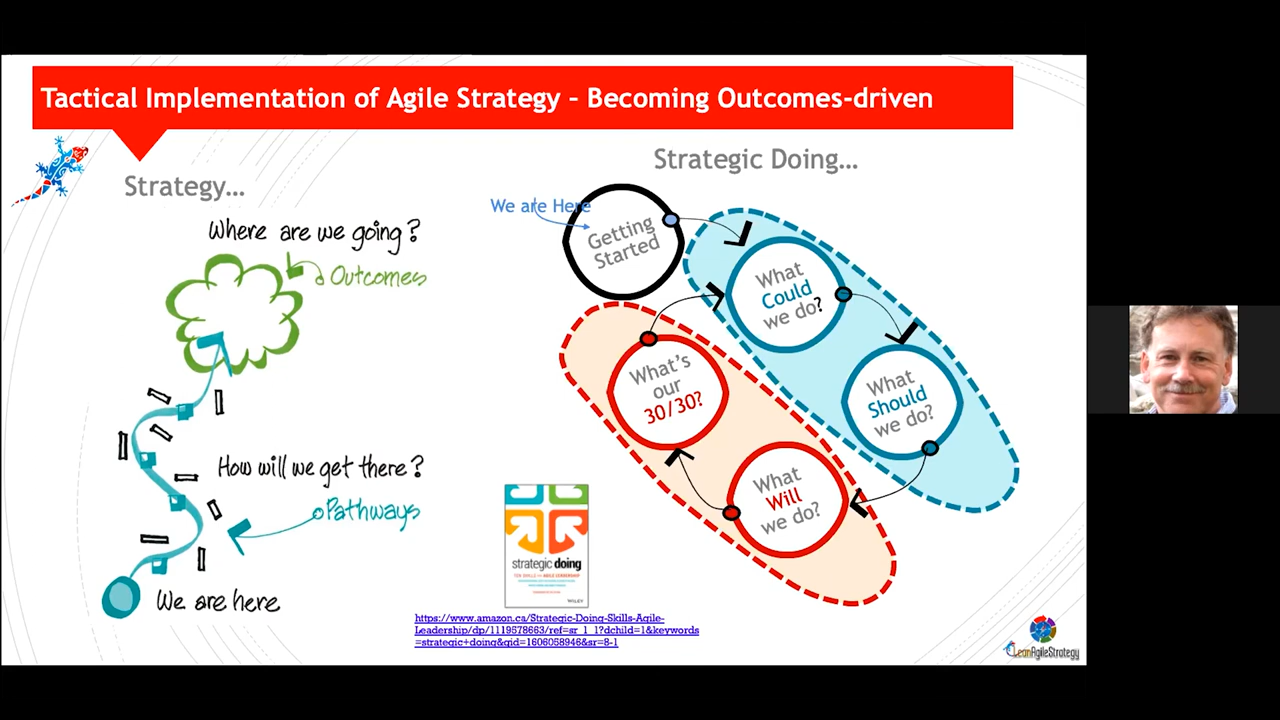 Tactical Implementation of Agile Strategy – Becoming Outcomes-driven
Strategy...
Where are we going?
Outcomes
How will we get there?
Pathways
We are here
Strategic Doing...
We are Here
Getting
Started
What
Could
we do?
What
Should
we do?
What
Will
we do?
What's
our
30/30?
strategic doing
TEN SKILLS for AGILE LEADERSHIP
WILEY
https://www.amazon.ca/Strategic-Doing-Skills-Agile-
Leadership/dp/1119578663/ref=sr_1_1?dchild=1&keywords
=strategic+doing&qid=1606058946&sr=8-1
LeanAgileStrategy